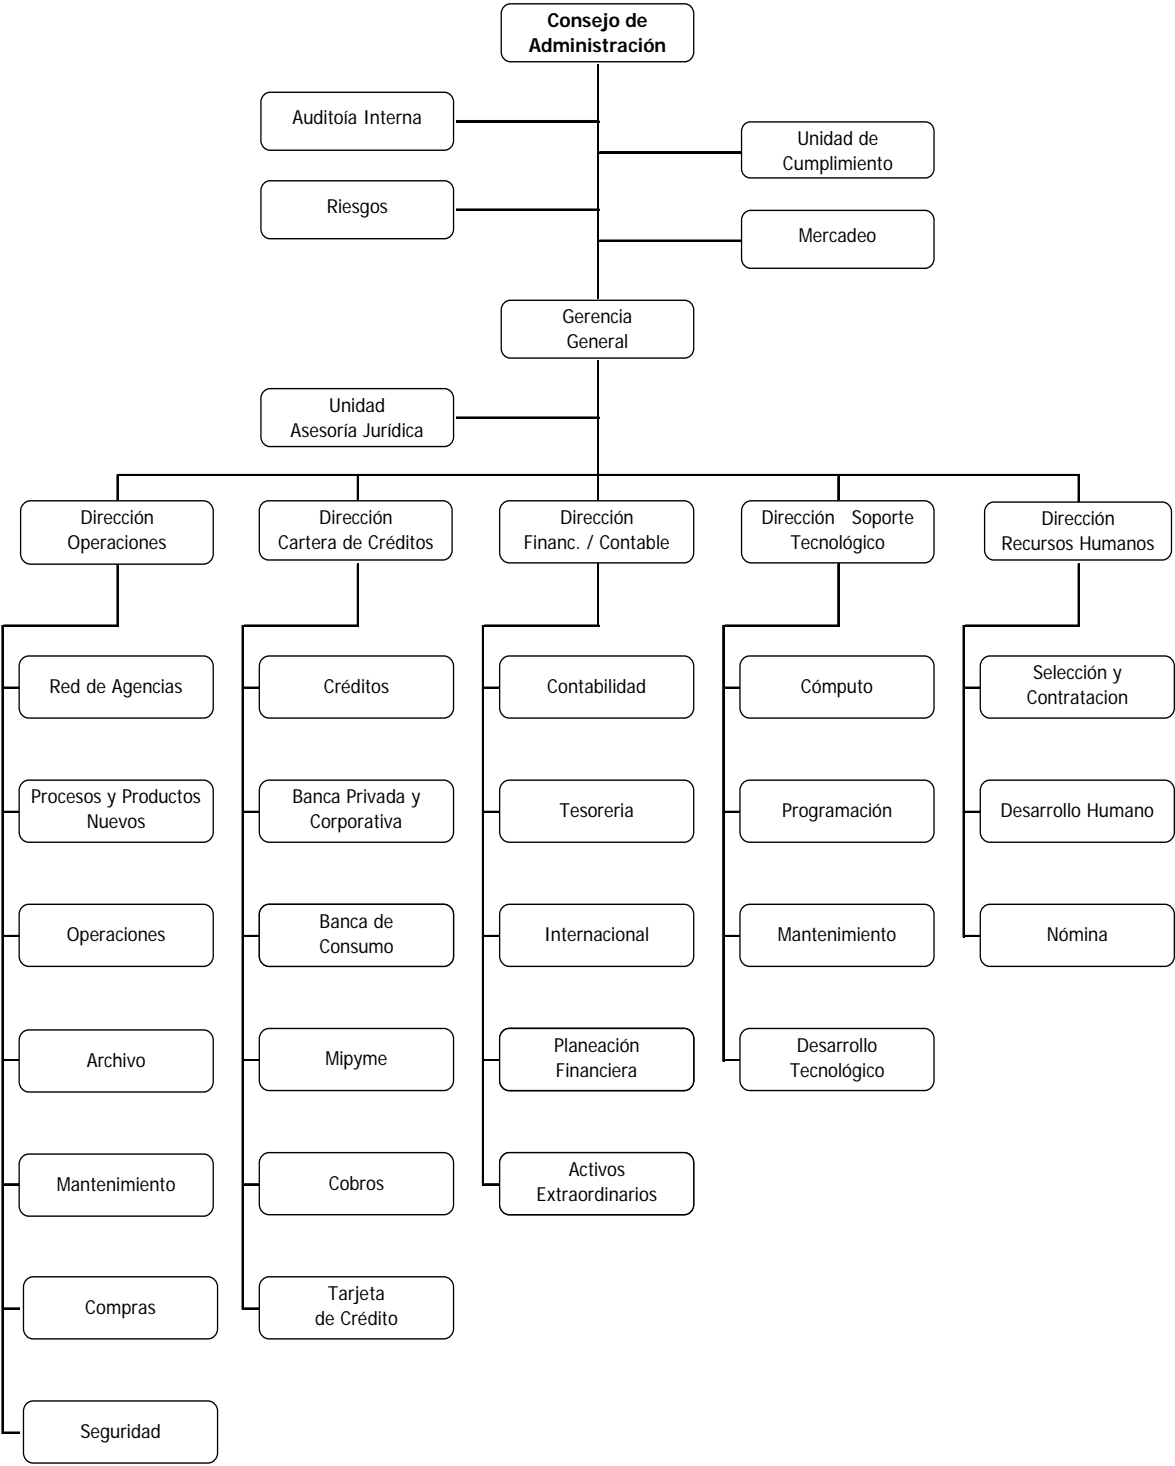 Consejo de
Administración
Auditoía Interna
Unidad de
Cumplimiento
Riesgos
Mercadeo
Gerencia
General
Unidad
Asesoría Jurídica
Dirección
Operaciones
Dirección
Cartera de Créditos
Dirección
Financ. / Contable
Dirección Soporte
Tecnológico
Dirección
Recursos Humanos
Red de Agencias
Créditos
Contabilidad
Cómputo
Selección y
Contratacion
Procesos y Productos
Nuevos
Banca Privada y
Corporativa
Tesoreria
Programación
Desarrollo Humano
Operaciones
Banca de
Consumo
Internacional
Mantenimiento
Nómina
Archivo
Mipyme
Planeación
Financiera
Desarrollo
Tecnológico
Mantenimiento
Cobros
Activos
Extraordinarios
Compras
Tarjeta
de Crédito
Seguridad